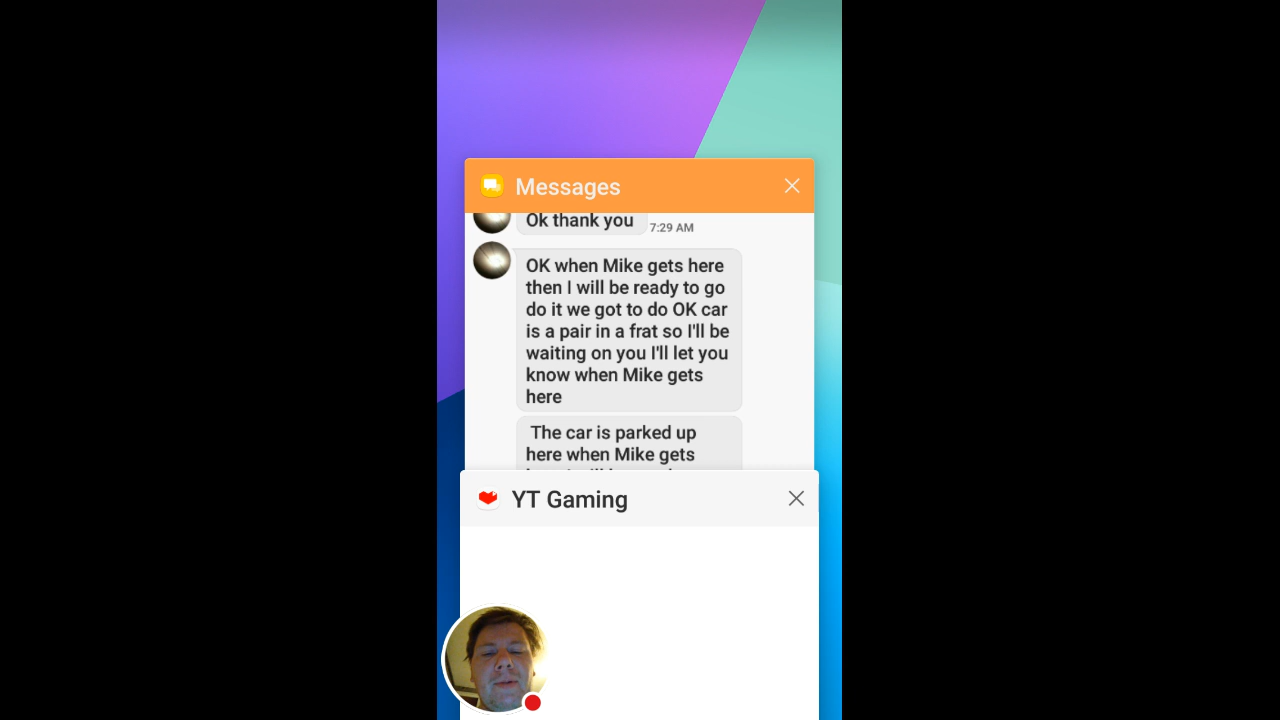 Messages
Ok thank you
7:29 AM
OK when Mike gets here
then I will be ready to go
do it we got to do OK car
is a pair in a frat so I'll be
waiting on you I'll let you
know when Mike gets
here
The car is parked up
here when Mike gets
YT Gaming